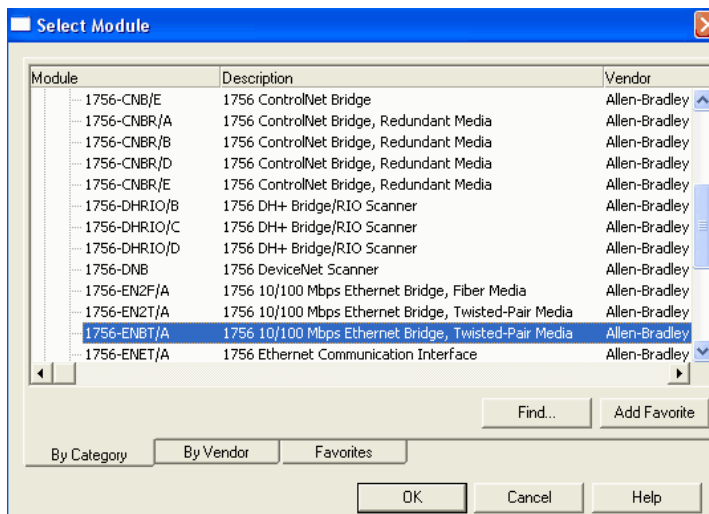 Select Module
Module Description Vendor
1756-CNB/E 1756 ControlNet Bridge Allen-Bradley
1756-CNBR/A 1756 ControlNet Bridge, Redundant Media Allen-Bradley
1756-CNBR/B 1756 ControlNet Bridge, Redundant Media Allen-Bradley
1756-CNBR/D 1756 ControlNet Bridge, Redundant Media Allen-Bradley
1756-CNBR/E 1756 ControlNet Bridge, Redundant Media Allen-Bradley
1756-DHRIO/B 1756 DH+ Bridge/RIO Scanner Allen-Bradley
1756-DHRIO/C 1756 DH+ Bridge/RIO Scanner Allen-Bradley
1756-DHRIO/D 1756 DH+ Bridge/RIO Scanner Allen-Bradley
1756-DNB 1756 DeviceNet Scanner Allen-Bradley
1756-EN2F/A 1756 10/100 Mbps Ethernet Bridge, Fiber Media Allen-Bradley
1756-EN2T/A 1756 10/100 Mbps Ethernet Bridge, Twisted-Pair Media Allen-Bradley
1756-ENBT/A 1756 10/100 Mbps Ethernet Bridge, Twisted-Pair Media Allen-Bradley
1756-ENET/A 1756 Ethernet Communication Interface Allen-Bradley
Find... Add Favorite
By Category By Vendor Favorites
OK Cancel Help